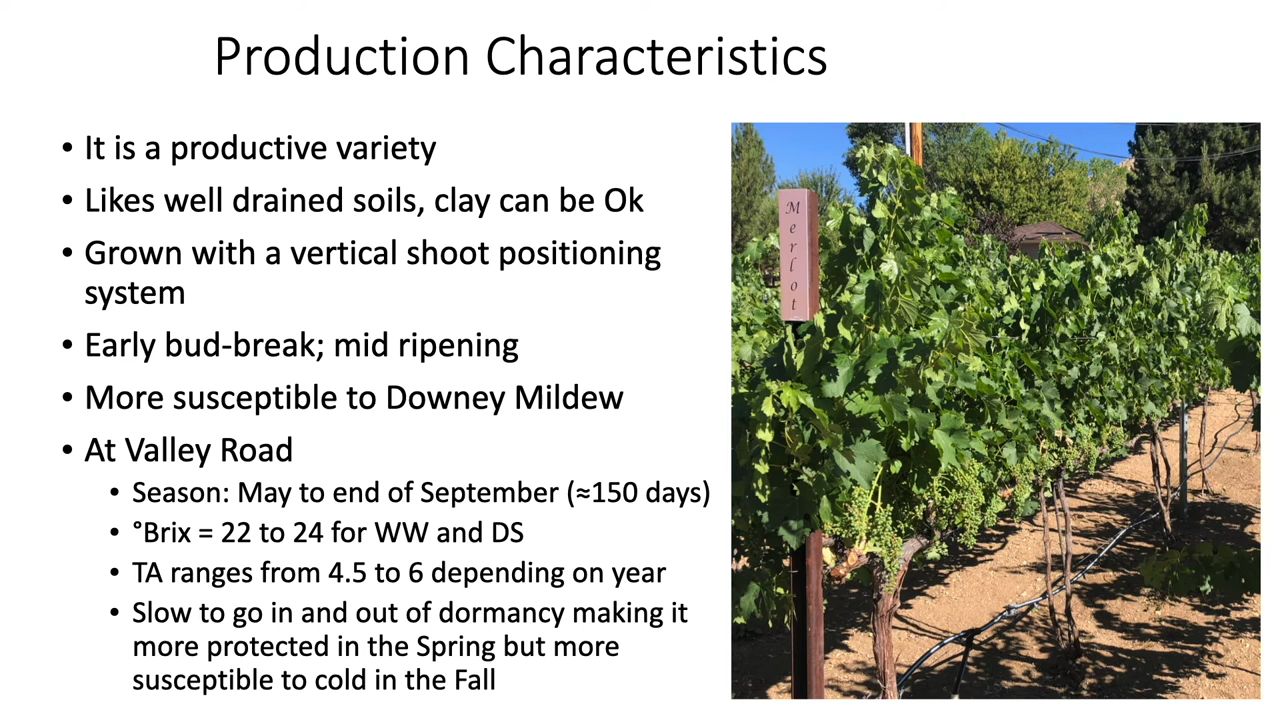 Production Characteristics
• It is a productive variety
• Likes well drained soils, clay can be Ok
• Grown with a vertical shoot positioning
system
• Early bud-break; mid ripening
• More susceptible to Downey Mildew
• At Valley Road
• Season: May to end of September (≈150 days)
• °Brix = 22 to 24 for WW and DS
• TA ranges from 4.5 to 6 depending on year
• Slow to go in and out of dormancy making it
more protected in the Spring but more
susceptible to cold in the Fall
Merlot